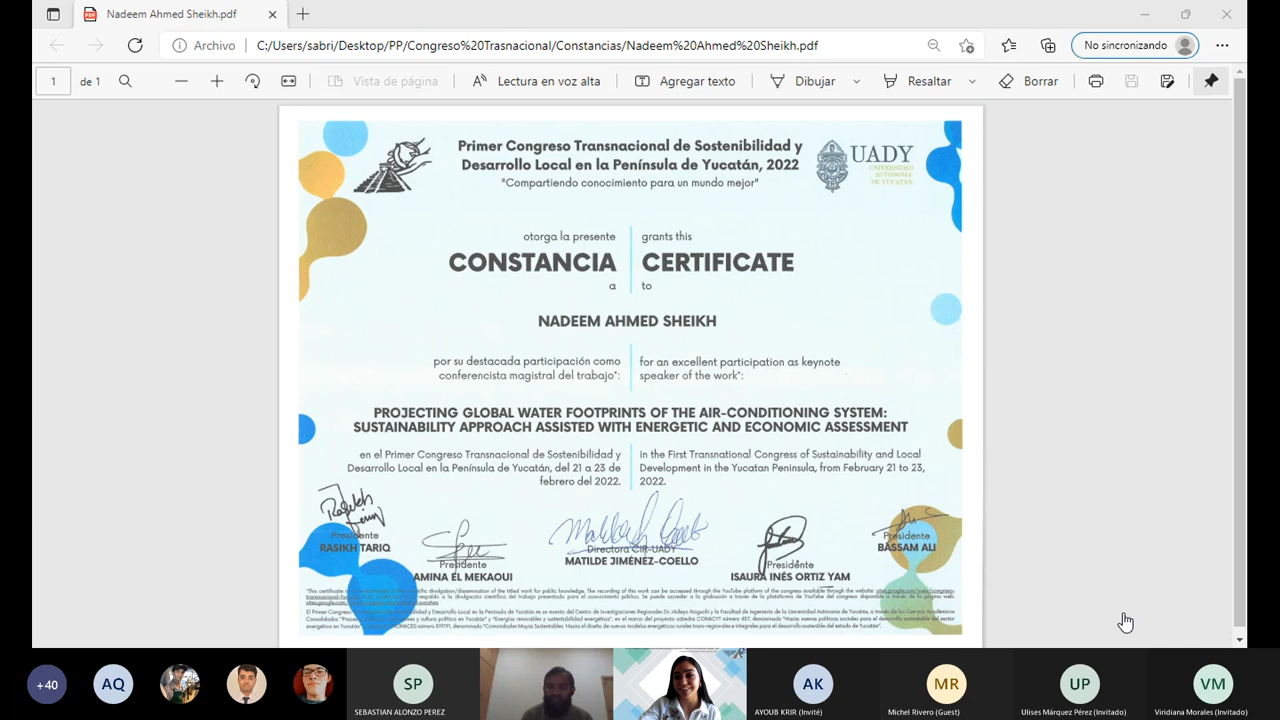 Nadeem Ahmed Sheikh.pdf
Archivo
C:/Users/sabri/Desktop/PP/Congreso%20Trasnacional/Constancias/Nadeem%20Ahmed%20Sheikh.pdf
No sincronizando
1
de 1
Vista de página
Lectura en voz alta
Agregar texto
Dibujar
Resaltar
Borrar
Primer Congreso Transnacional de Sostenibilidad y
Desarrollo Local en la Península de Yucatán, 2022
"Compartiendo conocimiento para un mundo mejor"
UADY
UNIVERSIDAD
AUTÓNOMA
DE YUCATÁN
otorga la presente
CONSTANCIA
a
grants this
CERTIFICATE
to
NADEEM AHMED SHEIKH
por su destacada participación como
conferencista magistral del trabajo*:
for an excellent participation as keynote
speaker of the work*:
PROJECTING GLOBAL WATER FOOTPRINTS OF THE AIR-CONDITIONING SYSTEM:
SUSTAINABILITY APPROACH ASSISTED WITH ENERGETIC AND ECONOMIC ASSESSMENT
en el Primer Congreso Transnacional de Sostenibilidad y
Desarrollo Local en la Península de Yucatán, del 21 a 23 de
febrero del 2022.
in the First Transnational Congress of Sustainability and Local
Development in the Yucatan Peninsula, from February 21 to 23,
2022.
Presidente
RASIKH TARIQ
Presidente
AMINA EL MEKAOUI
Directora CIR-UADY
MATILDE JIMÉNEZ-COELLO
Presidente
ISAURA INÉS ORTIZ YAM
Presidente
BASSAM ALI
+40
AQ
SP
SEBASTIAN ALONZO PEREZ
AK
AYOUB KRIR (Invité)
MR
Michel Rivero (Guest)
UP
Ulises Márquez Pérez (Invitado)
VM
Viridiana Morales (Invitado)